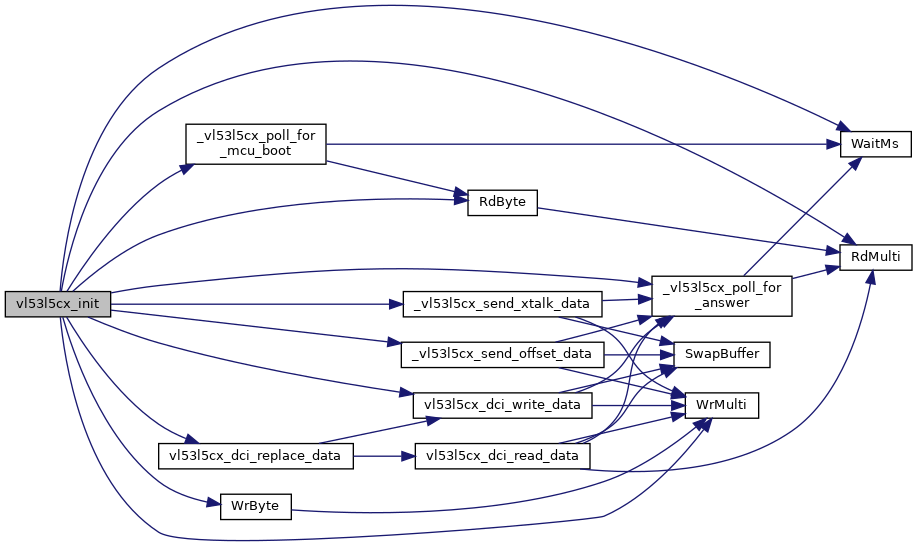 vl53l5cx_init
_vl53l5cx_poll_for
_mcu_boot
WaitMs
RdByte
RdMulti
_vl53l5cx_poll_for
_answer
_vl53l5cx_send_xtalk_data
_vl53l5cx_send_offset_data
SwapBuffer
vl53l5cx_dci_write_data
WrMulti
vl53l5cx_dci_replace_data
vl53l5cx_dci_read_data
WrByte